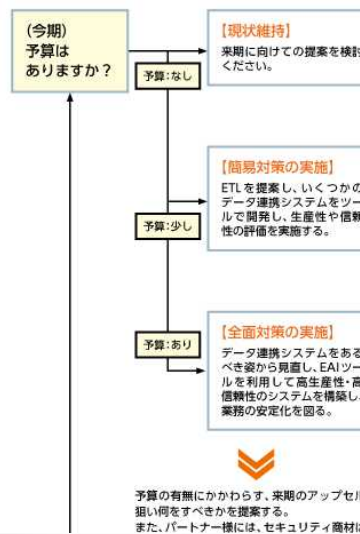 (今期)
予算は
ありますか？
予算:なし
【現状維持】
来期に向けての提案を検討
ください。
予算:少し
【簡易対策の実施】
ETLを提案し、いくつかの
データ連携システムをツー
ルで開発し、生産性や信頼
性の評価を実施する。
予算:あり
【全面対策の実施】
データ連携システムをある
べき姿から見直し、EAIツー
ルを利用して高生産性・高
信頼性のシステムを構築し、
業務の安定化を図る。
予算の有無にかかわらず、来期のアップセル
狙い何をすべきかを提案する。
また、パートナー様には、セキュリティ商材に